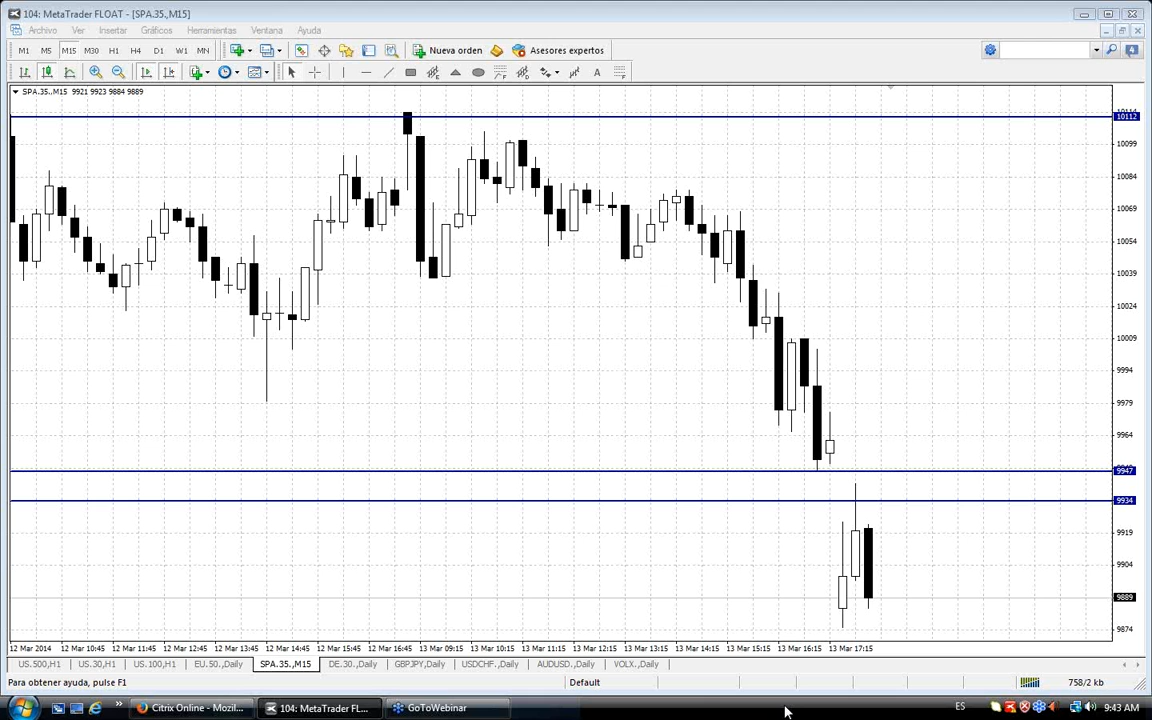 104: MetaTrader FLOAT - [SPA.35.,M15]
Archivo Ver Insertar Gráficos Herramientas Ventana Ayuda
M1 M5 M15 M30 H1 H4 D1 W1 MN Nueva orden Asesores expertos 4
A
SPA.35.,M15 9921 9923 9884 9889
10112
10099
10084
10069
10054
10039
10024
10009
9994
9979
9964
9947
9934
9919
9904
9889
9874
12 Mar 2014 12 Mar 10:45 12 Mar 11:45 12 Mar 12:45 12 Mar 13:45 12 Mar 14:45 12 Mar 15:45 12 Mar 16:45 13 Mar 09:15 13 Mar 10:15 13 Mar 11:15 13 Mar 12:15 13 Mar 13:15 13 Mar 14:15 13 Mar 15:15 13 Mar 16:15 13 Mar 17:15
US.500,H1 US.30,H1 US.100,H1 EU.50.,Daily SPA.35.,M15 DE.30.,Daily GBPJPY,Daily USDCHF.,Daily AUDUSD.,Daily VOLX.,Daily
Para obtener ayuda, pulse F1 Default 758/2 kb
Citrix Online - Mozil... 104: MetaTrader FL... GoToWebinar ES 9:43 AM